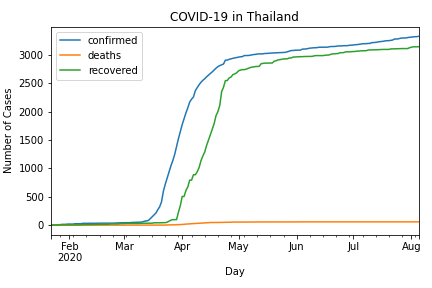 COVID-19 in Thailand
confirmed
deaths
recovered
Number of Cases
3000
2500
2000
1500
1000
500
0
Feb Mar Apr May Jun Jul Aug
2020
Day